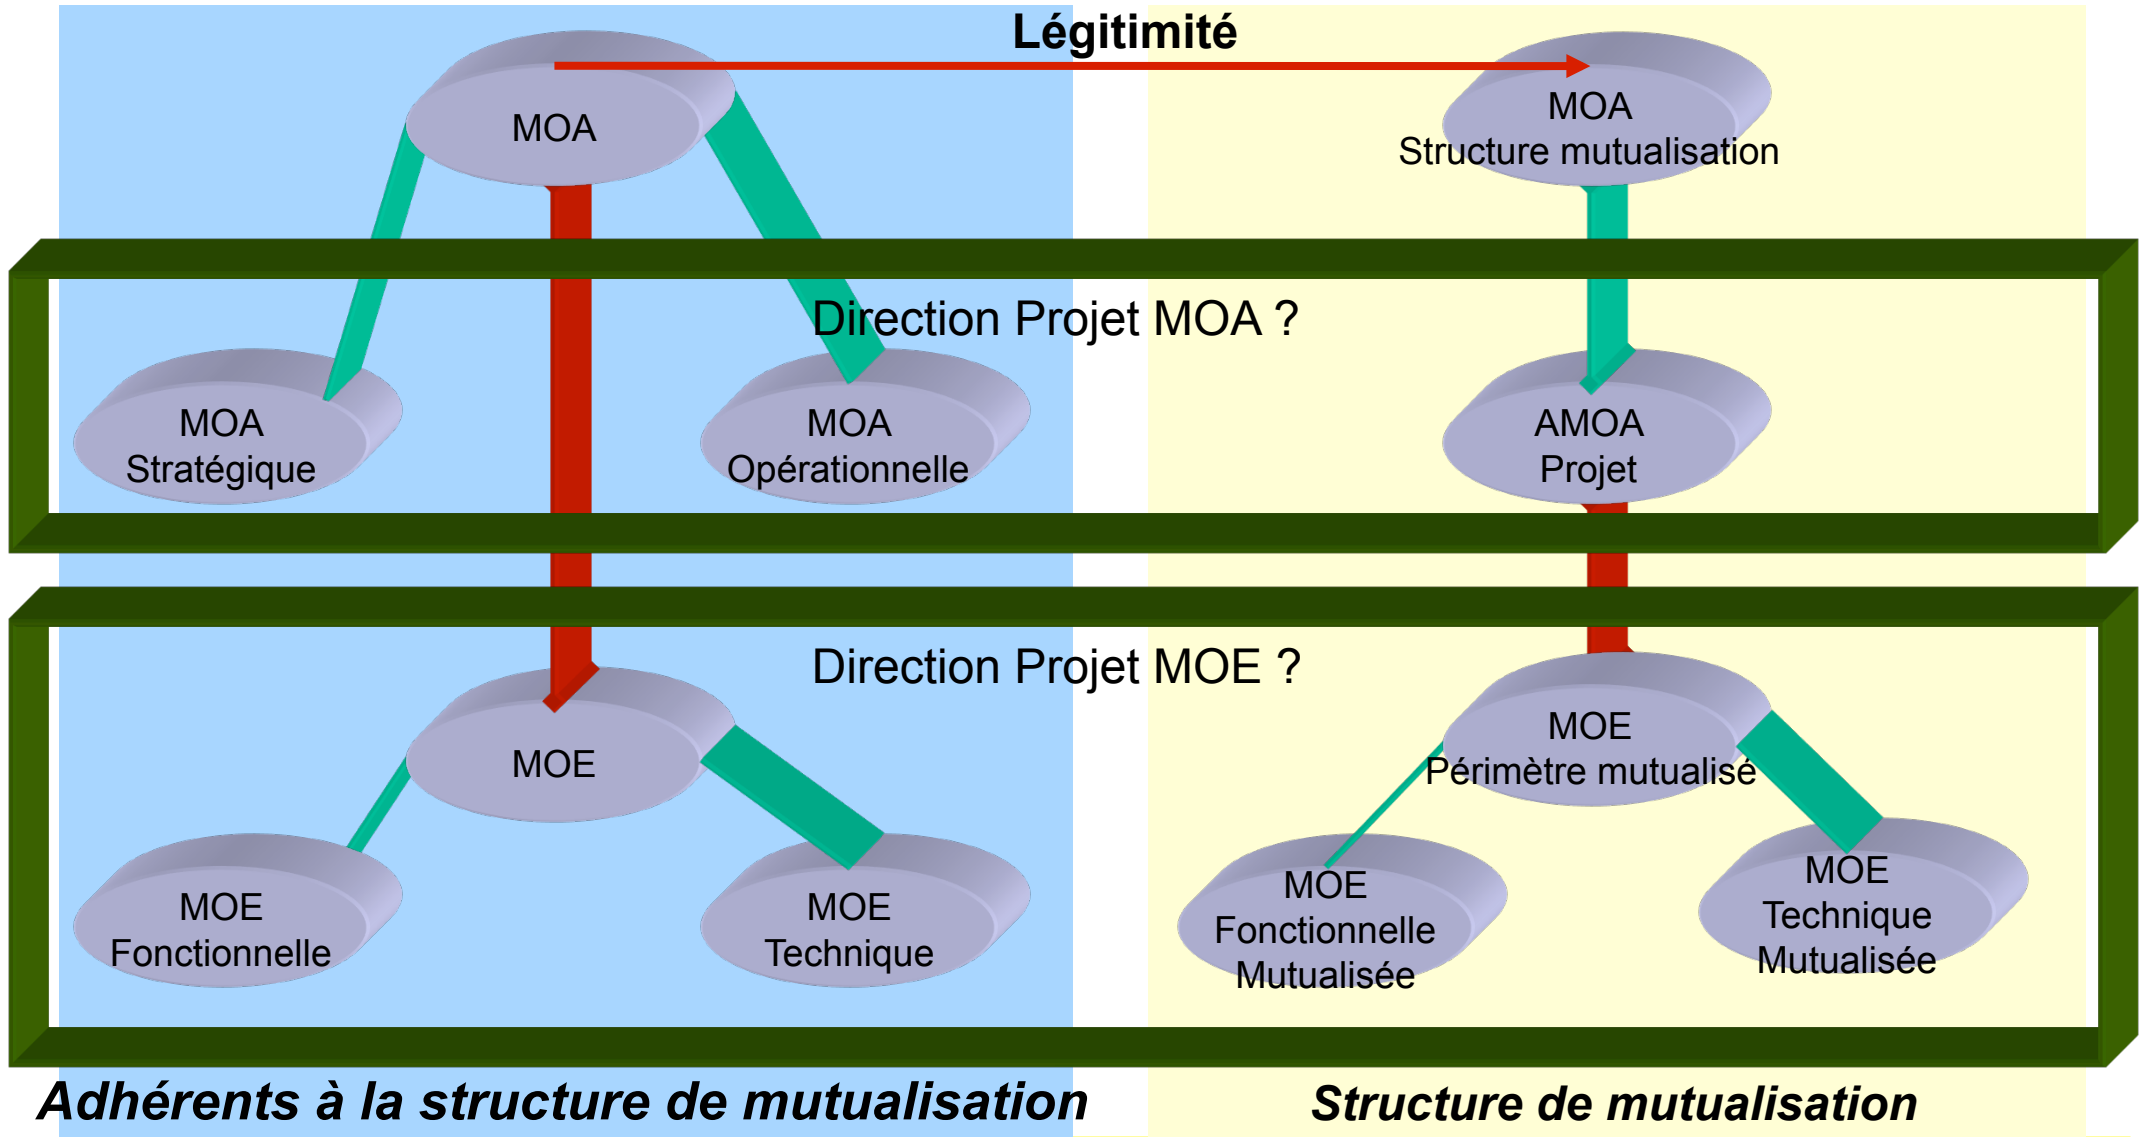 Légitimité
MOA
MOA
Structure mutualisation
Direction Projet MOA ?
MOA
Stratégique
MOA
Opérationnelle
AMOA
Projet
Direction Projet MOE ?
MOE
MOE
Périmètre mutualisé
MOE
Fonctionnelle
MOE
Technique
MOE
Fonctionnelle
Mutualisée
MOE
Technique
Mutualisée
Adhérents à la structure de mutualisation
Structure de mutualisation